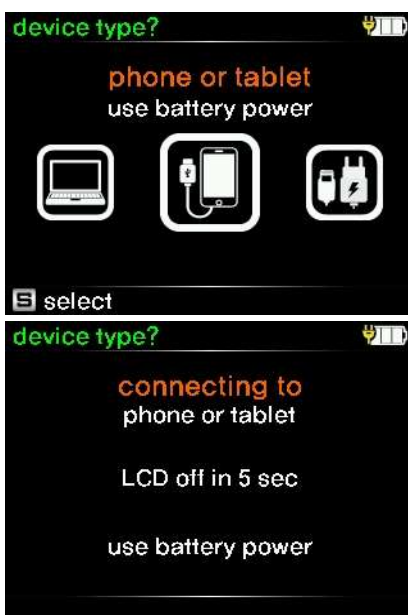 device type?
phone or tablet
use battery power
S select
device type?
connecting to
phone or tablet
LCD off in 5 sec
use battery power